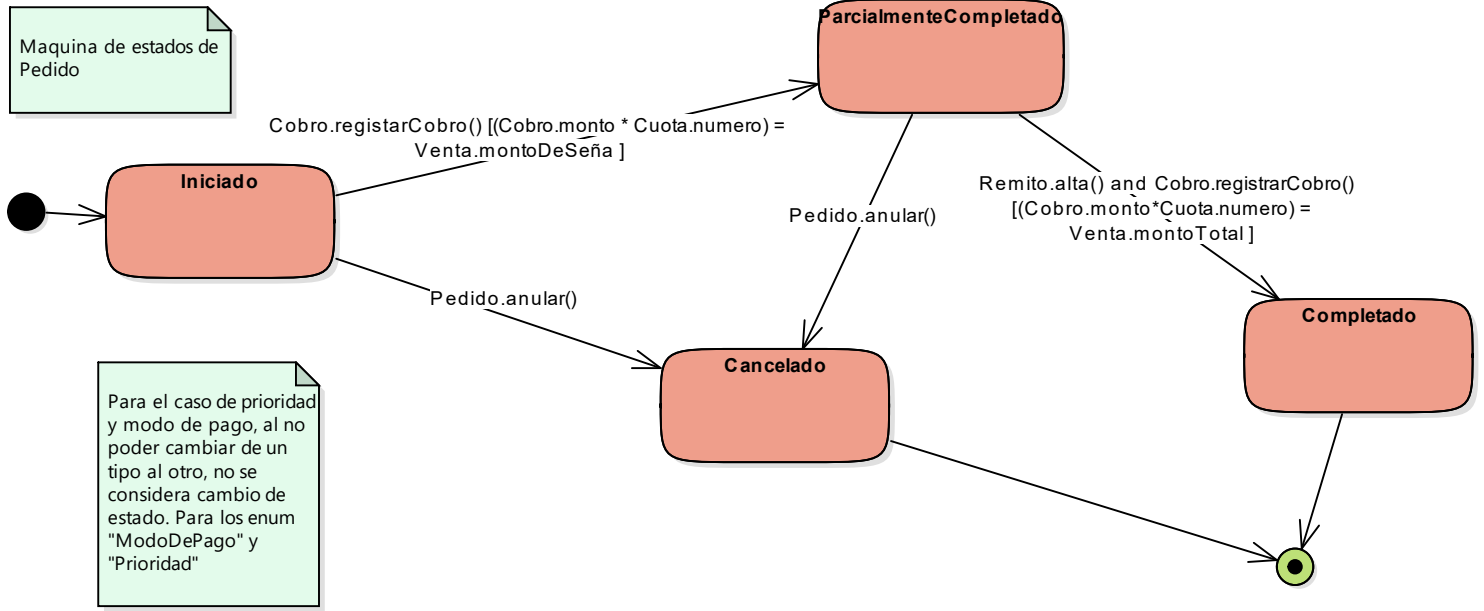 Maquina de estados de
Pedido
ParcialmenteCompletado
Cobro.registarCobro() [(Cobro.monto * Cuota.numero) =
Venta.montoDeSeña ]
Iniciado
Remito.alta() and Cobro.registrarCobro()
[(Cobro.monto*Cuota.numero) =
Venta.montoTotal ]
Pedido.anular()
Pedido.anular()
Completado
Cancelado
Para el caso de prioridad
y modo de pago, al no
poder cambiar de un
tipo al otro, no se
considera cambio de
estado. Para los enum
"ModoDePago" y
"Prioridad"